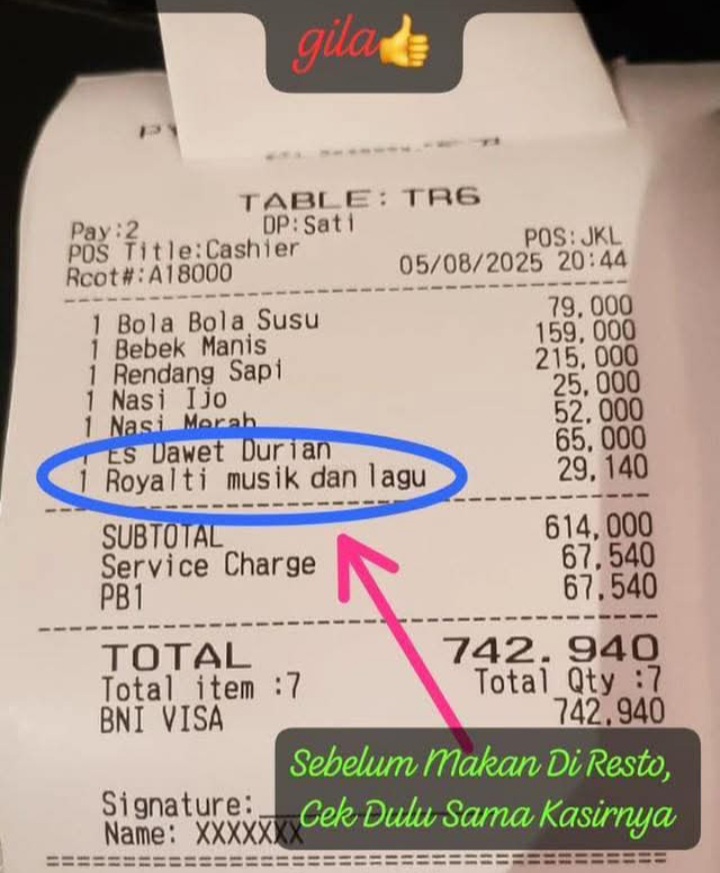 gila👍
TABLE: TR6
Pay:2 DP:Sati
POS Title:Cashier POS:JKL
Rcot#:A18000 05/08/2025 20:44
1 Bola Bola Susu 79,000
1 Bebek Manis 159,000
1 Rendang Sapi 215,000
1 Nasi Ijo 25,000
1 Nasi Merah 52.000
1 Es Dawet Durian 65,000
1 Royalti musik dan lagu 29,140
SUBTOTAL 614,000
Service Charge 67.540
PB1 67.540
TOTAL 742.940
Total item :7 Total Qty :7
BNI VISA 742.940
Sebelum Makan Di Resto,
Cek Dulu Sama Kasirnya
Signature:
Name: XXXXXXX